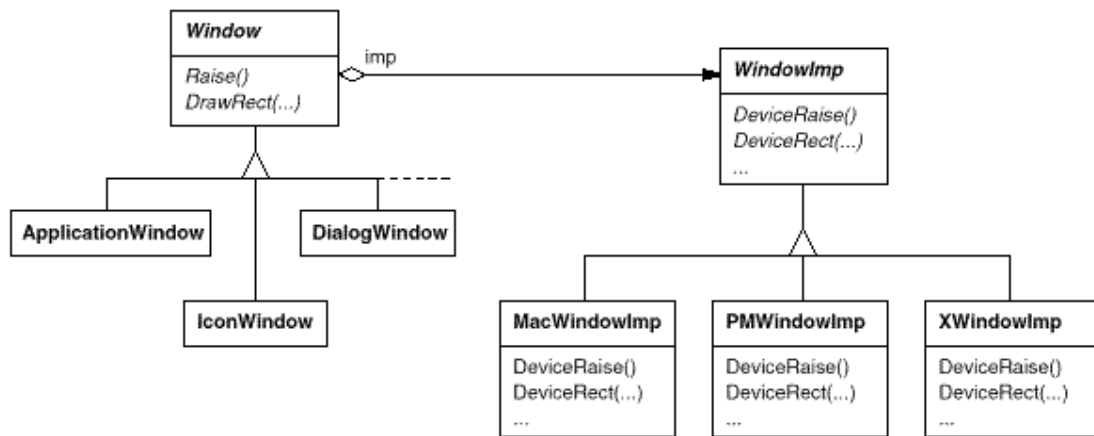 Window
Raise()
DrawRect(...)
imp
WindowImp
DeviceRaise()
DeviceRect(...)
...
ApplicationWindow
DialogWindow
IconWindow
MacWindowImp
DeviceRaise()
DeviceRect(...)
...
PMWindowImp
DeviceRaise()
DeviceRect(...)
...
XWindowImp
DeviceRaise()
DeviceRect(...)
...